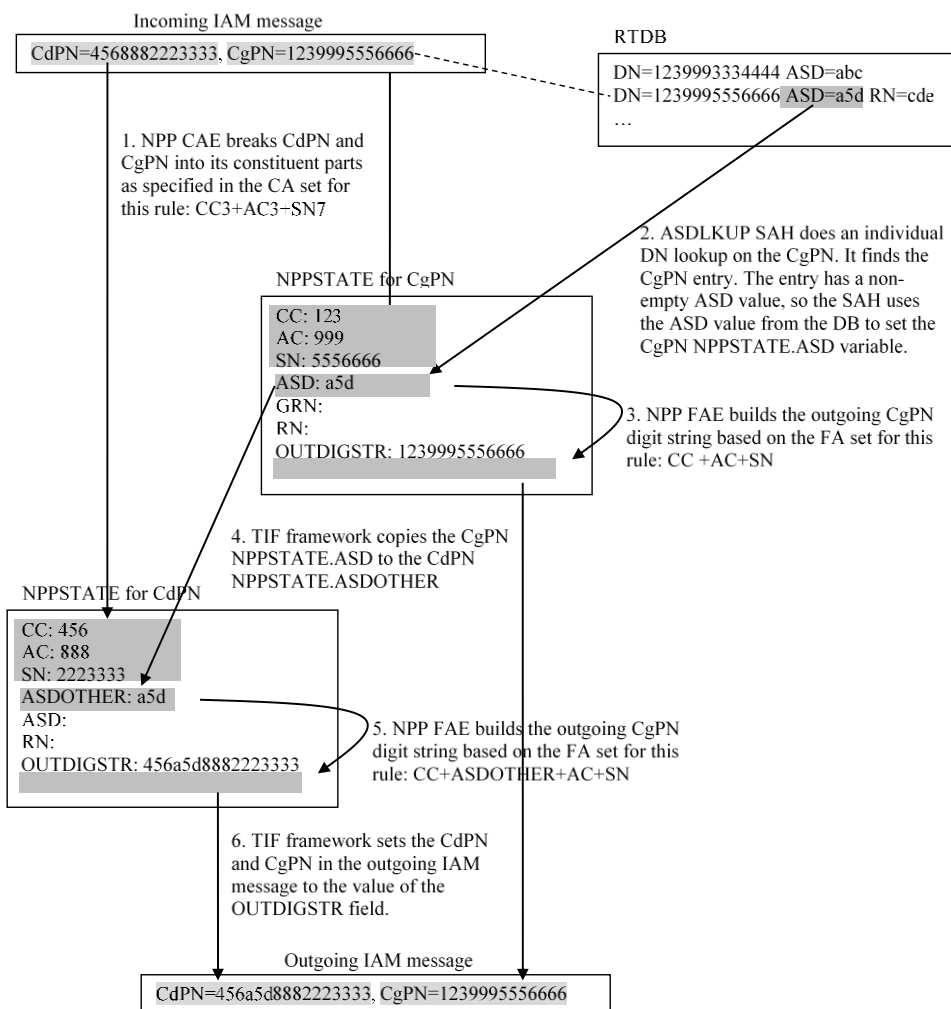 Incoming IAM message
CdPN=4568882223333, CgPN=1239995556666
RTDB
DN=1239993334444 ASD=abc
DN=1239995556666 ASD=a5d RN=cde
…
1. NPP CAE breaks CdPN and
CgPN into its constituent parts
as specified in the CA set for
this rule: CC3+AC3+SN7
2. ASDLKUP SAH does an individual
DN lookup on the CgPN. It finds the
CgPN entry. The entry has a non-
empty ASD value, so the SAH uses
the ASD value from the DB to set the
CgPN NPPSTATE.ASD variable.
NPPSTATE for CgPN
CC: 123
AC: 999
SN: 5556666
ASD: a5d
GRN:
RN:
OUTDIGSTR: 1239995556666
3. NPP FAE builds the outgoing CgPN
digit string based on the FA set for this
rule: CC +AC+SN
4. TIF framework copies the CgPN
NPPSTATE.ASD to the CdPN
NPPSTATE.ASDOTHER
NPPSTATE for CdPN
CC: 456
AC: 888
SN: 2223333
ASDOTHER: a5d
ASD:
RN:
OUTDIGSTR: 456a5d8882223333
5. NPP FAE builds the outgoing CgPN
digit string based on the FA set for this
rule: CC+ASDOTHER+AC+SN
6. TIF framework sets the CdPN
and CgPN in the outgoing IAM
message to the value of the
OUTDIGSTR field.
Outgoing IAM message
CdPN=456a5d8882223333, CgPN=1239995556666